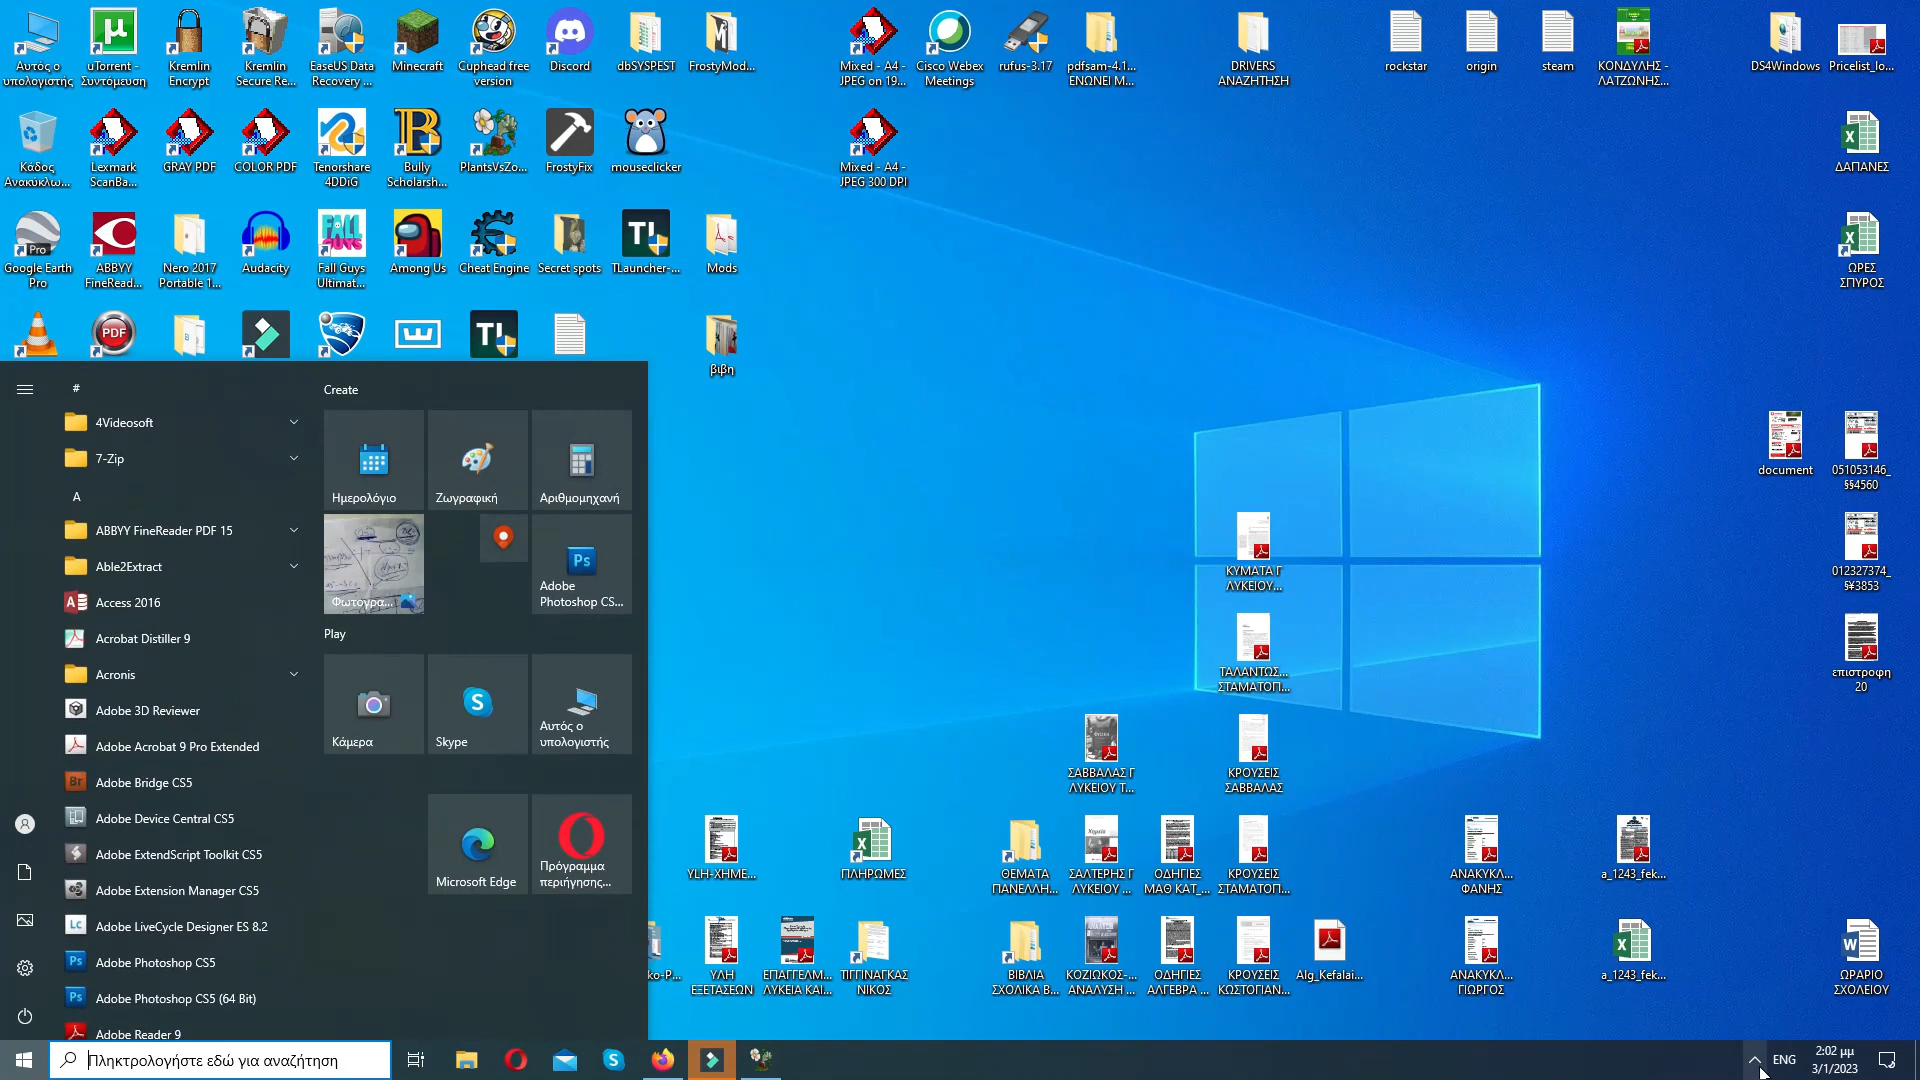 Αυτός ο
υπολογιστής
uTorrent -
Συντόμευση
Kremlin
Encrypt
Kremlin
Secure Re...
EaseUS Data
Recovery ...
Minecraft
Cuphead free
version
Discord
dbSYSPEST
FrostyMod...
Mixed - A4 -
JPEG on 19...
Cisco Webex
Meetings
rufus-3.17
pdfsam-4.1...
ΕΝΩΝΕΙ Μ...
DRIVERS
ΑΝΑΖΗΤΗΣΗ
rockstar
origin
steam
ΚΟΝΔΥΛΗΣ -
ΛΑΤΖΩΝΗΣ...
DS4Windows
Pricelist_lo...
Κάδος
Ανακύκλω...
Lexmark
ScanBa...
GRAY PDF
COLOR PDF
Tenorshare
4DDiG
Bully
Scholarsh...
PlantsVsZo...
FrostyFix
mouseclicker
Mixed - A4 -
JPEG 300 DPI
ΔΑΠΑΝΕΣ
Google Earth
Pro
ABBYY
FineRead...
Nero 2017
Portable 1...
Audacity
Fall Guys
Ultimat...
Among Us
Cheat Engine
Secret spots
TLauncher-...
Mods
ΩΡΕΣ
ΣΠΥΡΟΣ
βιβη
document
051053146_
§§4560
012327374_
§¥3853
επιστροφη
20
ΚΥΜΑΤΑ Γ
ΛΥΚΕΙΟΥ...
ΤΑΛΑΝΤΩΣ...
ΣΤΑΜΑΤΟΠ...
ΣΑΒΒΑΛΑΣ Γ
ΛΥΚΕΙΟΥ Τ...
ΚΡΟΥΣΕΙΣ
ΣΑΒΒΑΛΑΣ
YLH-XHME...
ΠΛΗΡΩΜΕΣ
ΘΕΜΑΤΑ
ΠΑΝΕΛΛΗ...
ΣΑΛΤΕΡΗΣ Γ
ΛΥΚΕΙΟΥ ...
ΟΔΗΓΙΕΣ
ΜΑΘ ΚΑΤ_...
ΚΡΟΥΣΕΙΣ
ΣΤΑΜΑΤΟΠ...
ΑΝΑΚΥΚΛ...
ΦΑΝΗΣ
a_1243_fek...
ko-P...
ΥΛΗ
ΕΞΕΤΑΣΕΩΝ
ΕΠΑΓΓΕΛΜ...
ΛΥΚΕΙΑ ΚΑΙ...
ΤΙΓΓΙΝΑΓΚΑΣ
ΝΙΚΟΣ
ΒΙΒΛΙΑ
ΣΧΟΛΙΚΑ Β...
ΚΟΖΙΩΚΟΣ-...
ΑΝΑΛΥΣΗ ...
ΟΔΗΓΙΕΣ
ΑΛΓΕΒΡΑ ...
ΚΡΟΥΣΕΙΣ
ΚΩΣΤΟΓΙΑΝ...
Alg_Kefalai...
ΑΝΑΚΥΚΛ...
ΓΙΩΡΓΟΣ
a_1243_fek...
ΩΡΑΡΙΟ
ΣΧΟΛΕΙΟΥ
#
4Videosoft
7-Zip
A
ABBYY FineReader PDF 15
Able2Extract
Access 2016
Acrobat Distiller 9
Acronis
Adobe 3D Reviewer
Adobe Acrobat 9 Pro Extended
Adobe Bridge CS5
Adobe Device Central CS5
Adobe ExtendScript Toolkit CS5
Adobe Extension Manager CS5
Adobe LiveCycle Designer ES 8.2
Adobe Photoshop CS5
Adobe Photoshop CS5 (64 Bit)
Adobe Reader 9
Create
Ημερολόγιο
Ζωγραφική
Αριθμομηχανή
Φωτογρα...
Adobe
Photoshop CS...
Play
Κάμερα
Skype
Αυτός ο
υπολογιστής
Microsoft Edge
Πρόγραμμα
περιήγησης...
Πληκτρολογήστε εδώ για αναζήτηση
ENG
2:02 μμ
3/1/2023